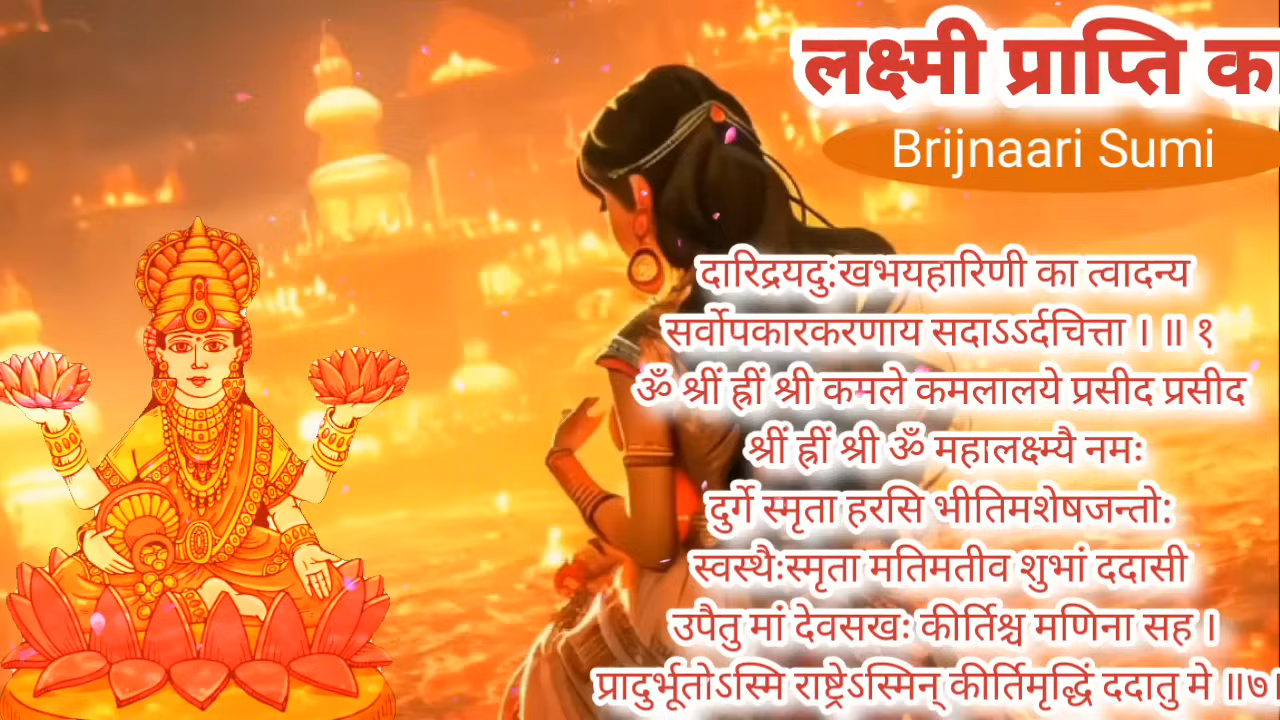 लक्ष्मी प्राप्ति का
Brijnaari Sumi
दारिद्रयदु:खभयहारिणी का त्वादन्य
सर्वोपकारकरणाय सदाऽऽर्दचित्ता । ॥ १
ॐ श्रीं ह्रीं श्री कमले कमलालये प्रसीद प्रसीद
श्रीं ह्रीं श्री ॐ महालक्ष्म्यै नमः
दुर्गे स्मृता हरसि भीतिमशेषजन्तो:
स्वस्थैःस्मृता मतिमतीव शुभां ददासी
उपैतु मां देवसखः कीर्तिश्च मणिना सह ।
प्रादुर्भूतोऽस्मि राष्ट्रेऽस्मिन् कीर्तिमृद्धिं ददातु मे ॥७।